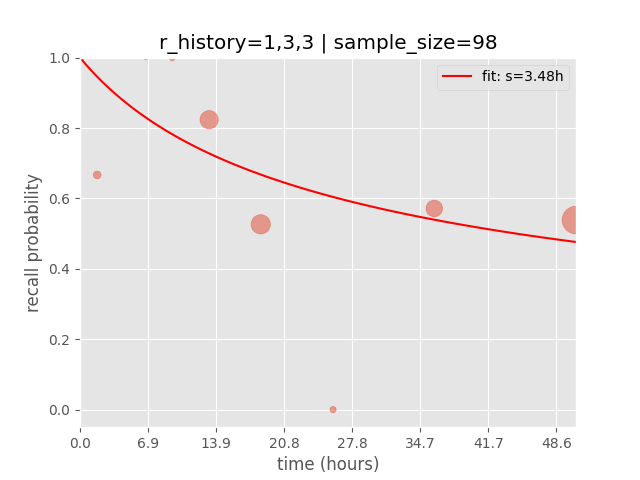 r_history=1,3,3 | sample_size=98
fit: s=3.48h
recall probability
1.0
0.8
0.6
0.4
0.2
0.0
0.0 6.9 13.9 20.8 27.8 34.7 41.7 48.6
time (hours)